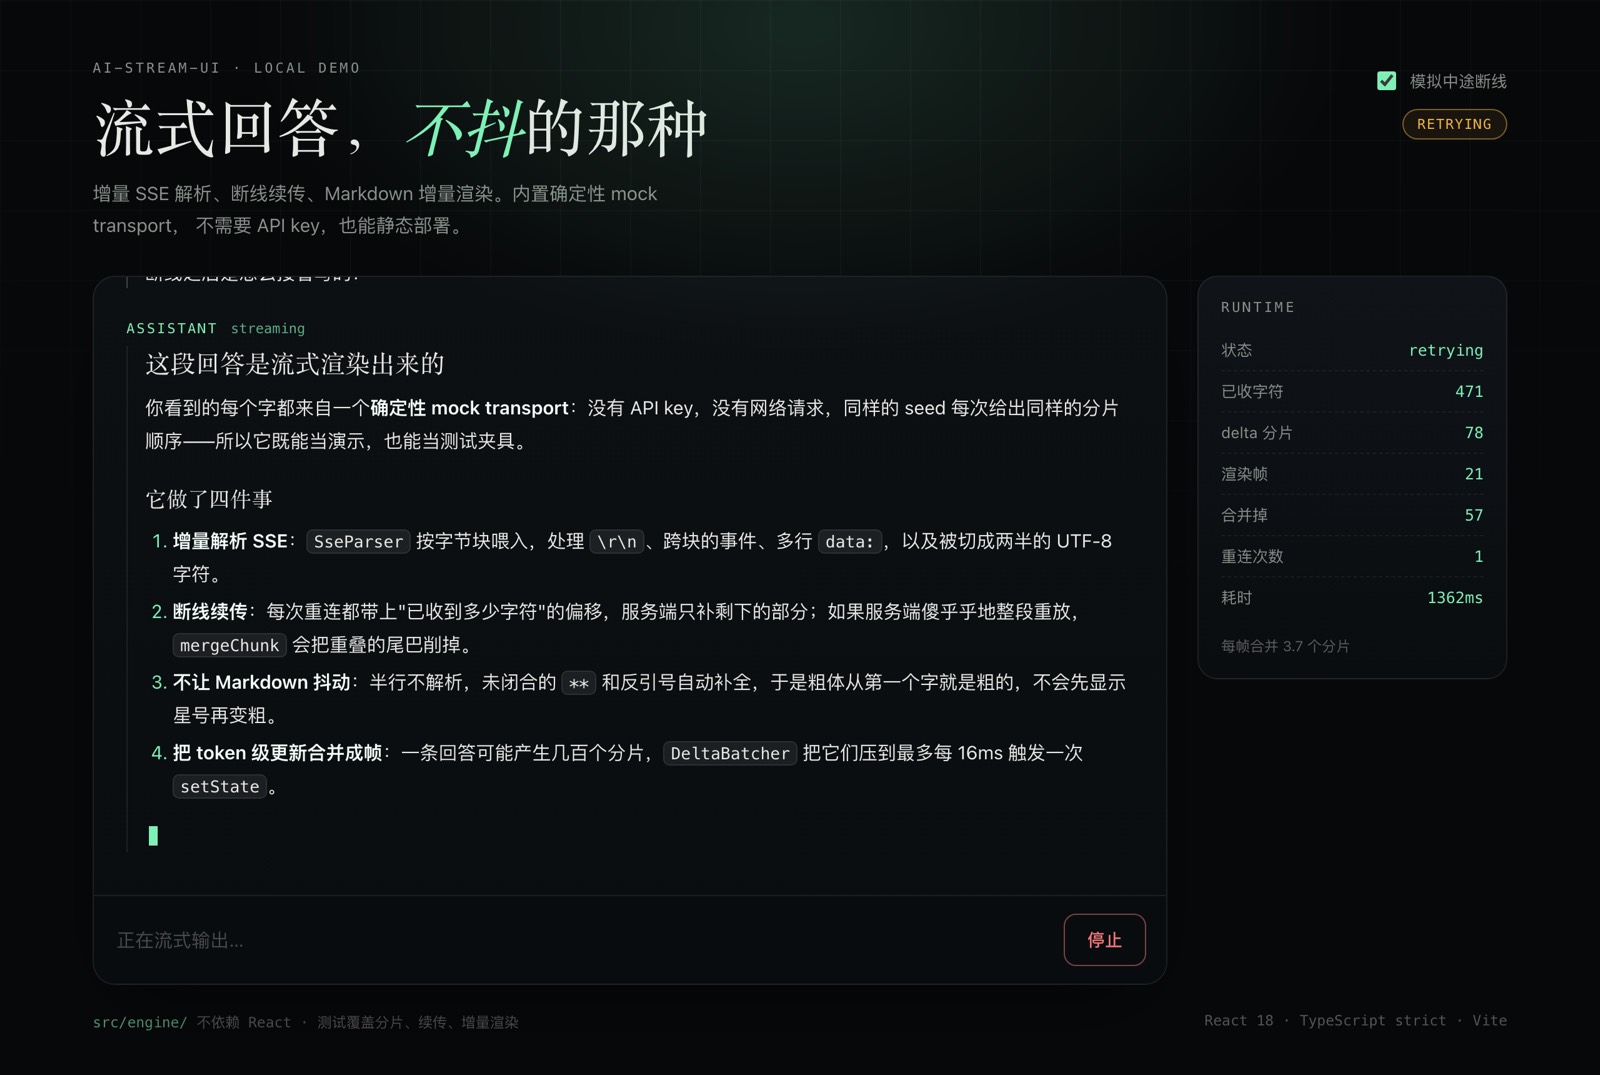 AI-STREAM-UI · LOCAL DEMO
流式回答，不抖的那种
增量 SSE 解析、断线续传、Markdown 增量渲染。内置确定性 mock
transport， 不需要 API key，也能静态部署。
模拟中途断线
RETRYING
ASSISTANT streaming
这段回答是流式渲染出来的
你看到的每个字都来自一个确定性 mock transport：没有 API key，没有网络请求，同样的 seed 每次给出同样的分片
顺序——所以它既能当演示，也能当测试夹具。
它做了四件事
1. 增量解析 SSE：SseParser 按字节块喂入，处理 \r\n、跨块的事件、多行 data:，以及被切成两半的 UTF-8
字符。
2. 断线续传：每次重连都带上"已收到多少字符"的偏移，服务端只补剩下的部分；如果服务端傻乎乎地整段重放，
mergeChunk 会把重叠的尾巴削掉。
3. 不让 Markdown 抖动：半行不解析，未闭合的 ** 和反引号自动补全，于是粗体从第一个字就是粗的，不会先显示
星号再变粗。
4. 把 token 级更新合并成帧：一条回答可能产生几百个分片，DeltaBatcher 把它们压到最多每 16ms 触发一次
setState。
正在流式输出...
停止
RUNTIME
状态 retrying
已收字符 471
delta 分片 78
渲染帧 21
合并掉 57
重连次数 1
耗时 1362ms
每帧合并 3.7 个分片
src/engine/ 不依赖 React · 测试覆盖分片、续传、增量渲染
React 18 · TypeScript strict · Vite